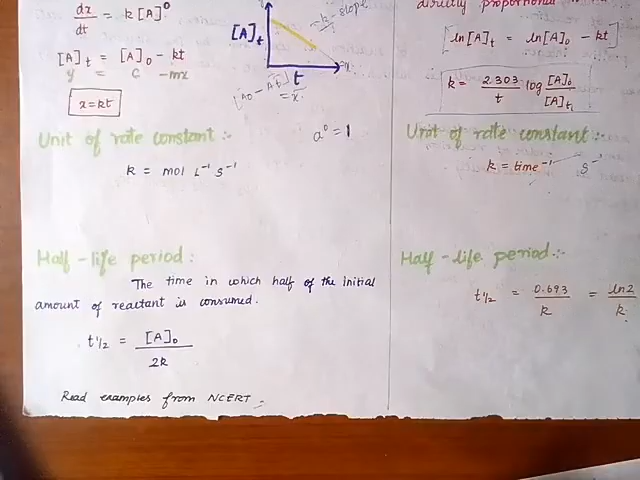 dx/dt = k [A]⁰
[A]t = [A]₀ - kt
y = c - mx
x = kt
[A]t
-k = slope
t
[A₀ - At]
= x
Unit of rate constant :-
a⁰ = 1
k = mol L⁻¹ s⁻¹
Half-life period :
The time in which half of the initial
amount of reactant is consumed.
t½ = [A]₀ / 2k
Read examples from NCERT :-
directly proportional
ln[A]t = ln[A]₀ - kt
k = 2.303/t log [A]₀/[A]t
Unit of rate constant :-
k = time⁻¹ s⁻¹
Half-life period :-
t½ = 0.693/k = ln2/k